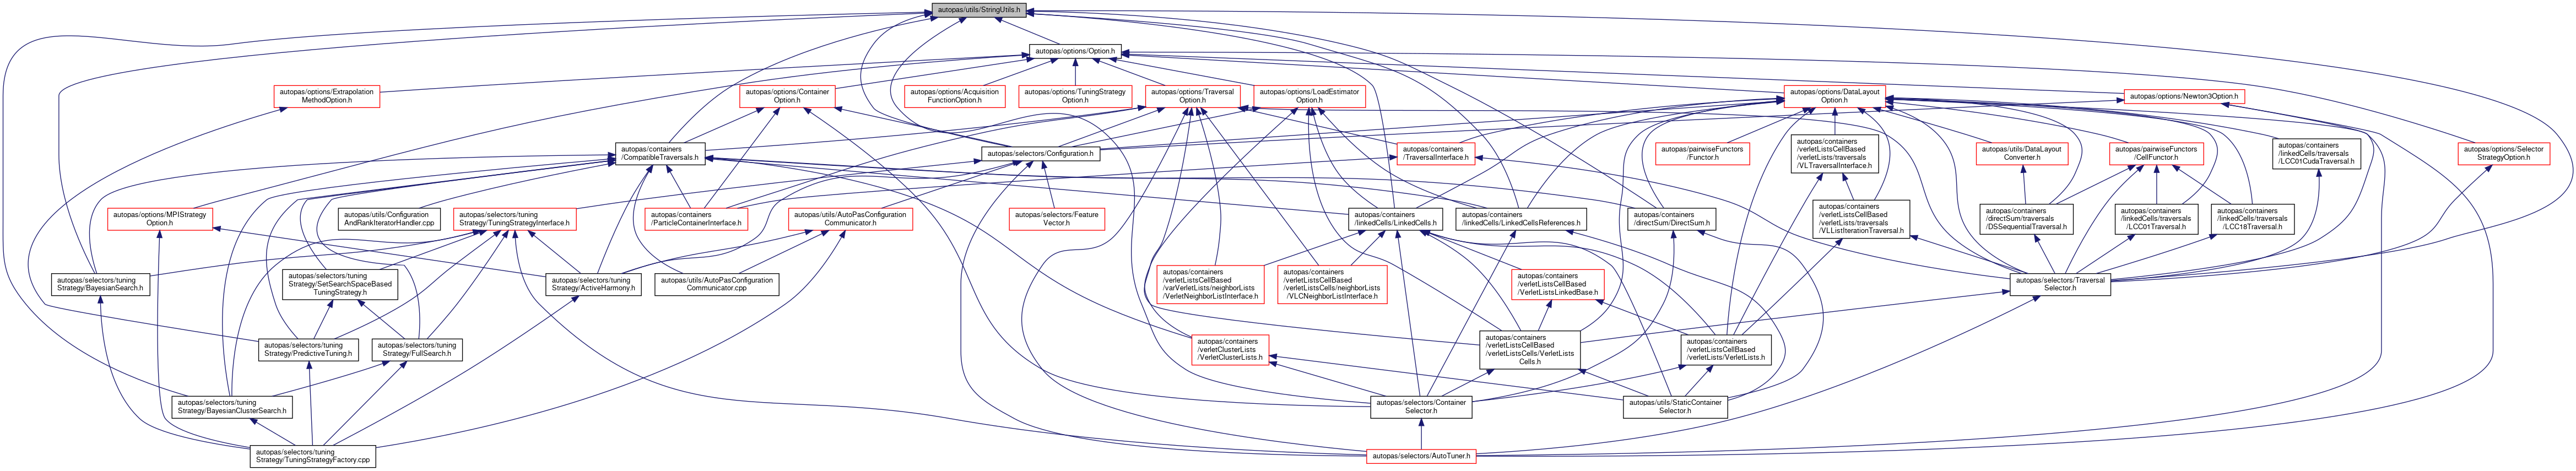 autopas/utils/StringUtils.h
autopas/options/Option.h
autopas/options/Extrapolation
MethodOption.h
autopas/options/Container
Option.h
autopas/options/Acquisition
FunctionOption.h
autopas/options/TuningStrategy
Option.h
autopas/options/Traversal
Option.h
autopas/options/LoadEstimator
Option.h
autopas/options/DataLayout
Option.h
autopas/options/Newton3Option.h
autopas/containers
/CompatibleTraversals.h
autopas/selectors/Configuration.h
autopas/containers
/TraversalInterface.h
autopas/pairwiseFunctors
/Functor.h
autopas/containers
/verletListsCellBased
/verletLists/traversals
/VLTraversalInterface.h
autopas/utils/DataLayout
Converter.h
autopas/pairwiseFunctors
/CellFunctor.h
autopas/containers
/linkedCells/traversals
/LCC01CudaTraversal.h
autopas/options/Selector
StrategyOption.h
autopas/options/MPIStrategy
Option.h
autopas/utils/Configuration
AndRankIteratorHandler.cpp
autopas/selectors/tuning
Strategy/TuningStrategyInterface.h
autopas/containers
/ParticleContainerInterface.h
autopas/utils/AutoPasConfiguration
Communicator.h
autopas/selectors/Feature
Vector.h
autopas/containers
/linkedCells/LinkedCells.h
autopas/containers
/linkedCells/LinkedCellsReferences.h
autopas/containers
/directSum/DirectSum.h
autopas/containers
/verletListsCellBased
/verletLists/traversals
/VLListIterationTraversal.h
autopas/containers
/directSum/traversals
/DSSequentialTraversal.h
autopas/containers
/linkedCells/traversals
/LCC01Traversal.h
autopas/containers
/linkedCells/traversals
/LCC18Traversal.h
autopas/selectors/tuning
Strategy/BayesianSearch.h
autopas/selectors/tuning
Strategy/SetSearchSpaceBased
TuningStrategy.h
autopas/selectors/tuning
Strategy/ActiveHarmony.h
autopas/utils/AutoPasConfiguration
Communicator.cpp
autopas/containers
/verletListsCellBased
/varVerletLists/neighborLists
/VerletNeighborListInterface.h
autopas/containers
/verletListsCellBased
/verletListsCells/neighborLists
/VLCNeighborListInterface.h
autopas/containers
/verletListsCellBased
/VerletListsLinkedBase.h
autopas/selectors/Traversal
Selector.h
autopas/selectors/tuning
Strategy/PredictiveTuning.h
autopas/selectors/tuning
Strategy/FullSearch.h
autopas/containers
/verletClusterLists
/VerletClusterLists.h
autopas/containers
/verletListsCellBased
/verletListsCells/VerletLists
Cells.h
autopas/containers
/verletListsCellBased
/verletLists/VerletLists.h
autopas/selectors/tuning
Strategy/BayesianClusterSearch.h
autopas/selectors/Container
Selector.h
autopas/utils/StaticContainer
Selector.h
autopas/selectors/tuning
Strategy/TuningStrategyFactory.cpp
autopas/selectors/AutoTuner.h